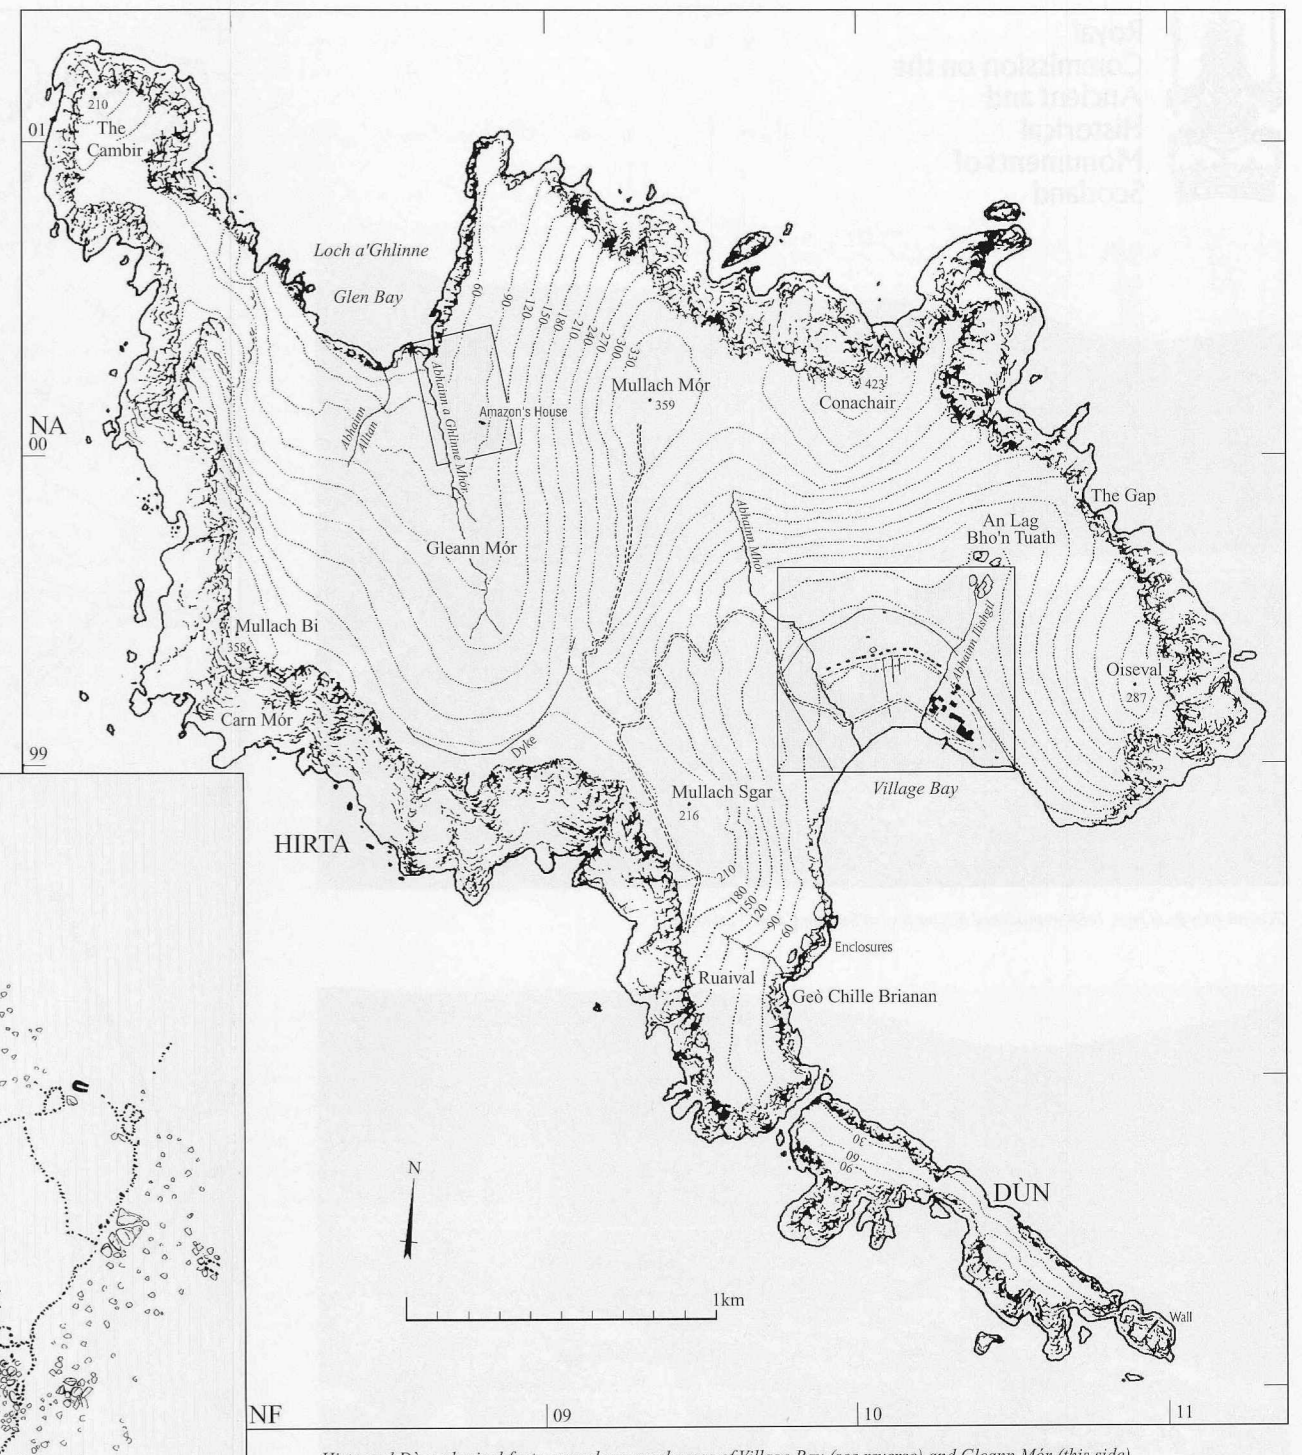 Royal
Commission on the
Ancient and
Historical
Monuments of
Scotland
210
The
Cambir
01
Loch a'Ghlinne
Glen Bay
60
90
120
150
180
210
240
270
300
330
Mullach Mór
359
423
Conachair
Abhainn a Ghlinne Mhóir
Amazon's House
Abhainn
Alltan
NA
00
The Gap
An Lag
Bho'n Tuath
Abhainn Mhor
Gleann Mór
Mullach Bi
358
Abhainn Ilishgil
Oiseval
287
Carn Mór
Dyke
99
Mullach Sgar
216
Village Bay
HIRTA
210
180
150
120
90
60
Enclosures
Ruaival
Geò Chille Brianan
30
60
90
N
DÙN
1km
Wall
NF
09
10
11